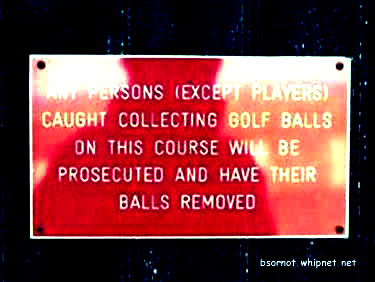 ANY PERSONS (EXCEPT PLAYERS)
CAUGHT COLLECTING GOLF BALLS
ON THIS COURSE WILL BE
PROSECUTED AND HAVE THEIR
BALLS REMOVED
bsornot whipnet net